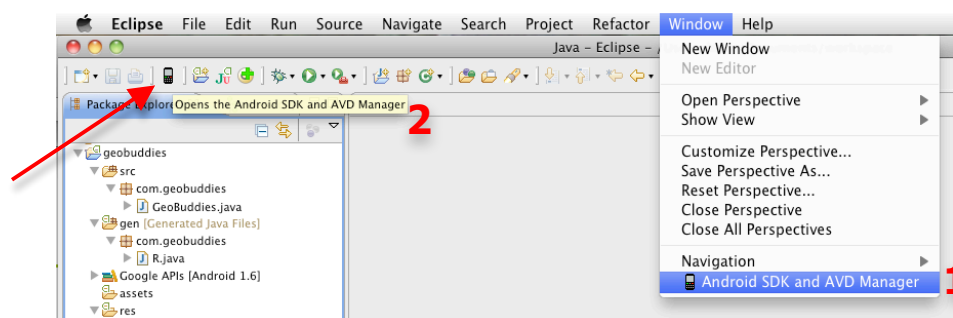 Eclipse File Edit Run Source Navigate Search Project Refactor Window Help
Java – Eclipse –
New Window
New Editor
Open Perspective
Show View
Customize Perspective...
Save Perspective As...
Reset Perspective...
Close Perspective
Close All Perspectives
Navigation
Android SDK and AVD Manager
1
Package Explore
Opens the Android SDK and AVD Manager
2
geobuddies
src
com.geobuddies
GeoBuddies.java
gen [Generated Java Files]
com.geobuddies
R.java
Google APIs [Android 1.6]
assets
res